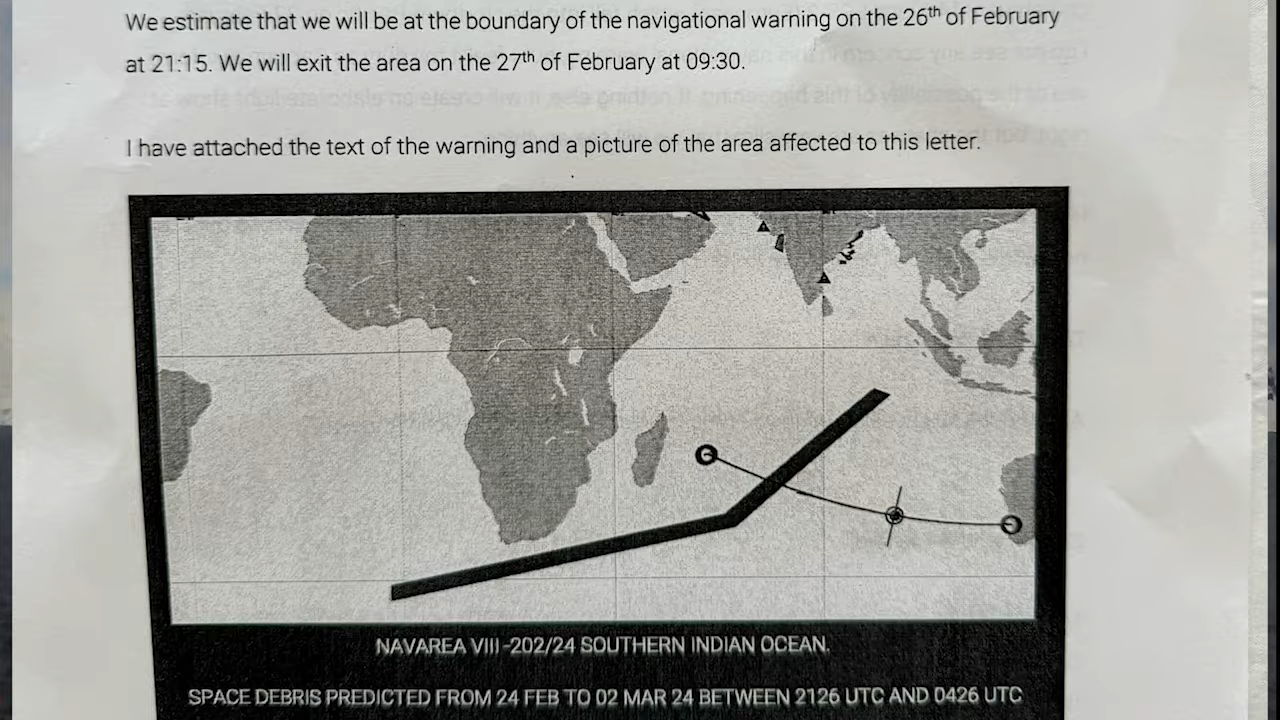 We estimate that we will be at the boundary of the navigational warning on the 26th of February
at 21:15. We will exit the area on the 27th of February at 09:30.
I have attached the text of the warning and a picture of the area affected to this letter.
NAVAREA VIII -202/24 SOUTHERN INDIAN OCEAN.
SPACE DEBRIS PREDICTED FROM 24 FEB TO 02 MAR 24 BETWEEN 2126 UTC AND 0426 UTC